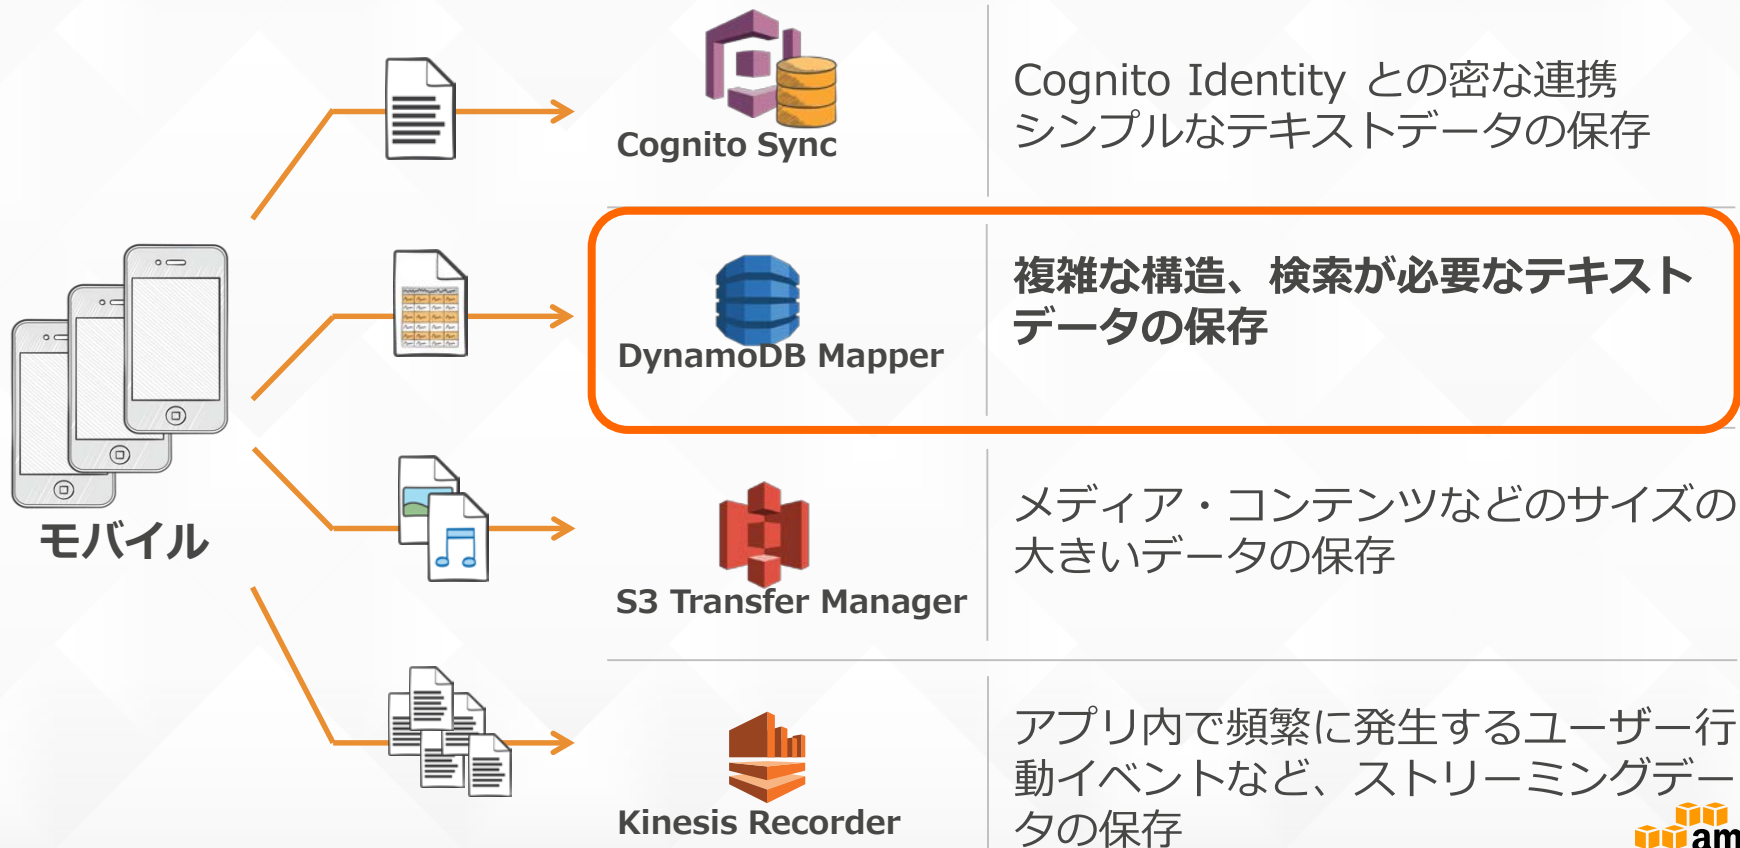 Cognito Sync
Cognito Identity との密な連携
シンプルなテキストデータの保存
DynamoDB Mapper
複雑な構造、検索が必要なテキスト
データの保存
モバイル
S3 Transfer Manager
メディア・コンテンツなどのサイズの
大きいデータの保存
Kinesis Recorder
アプリ内で頻繁に発生するユーザー行
動イベントなど、ストリーミングデー
タの保存
am